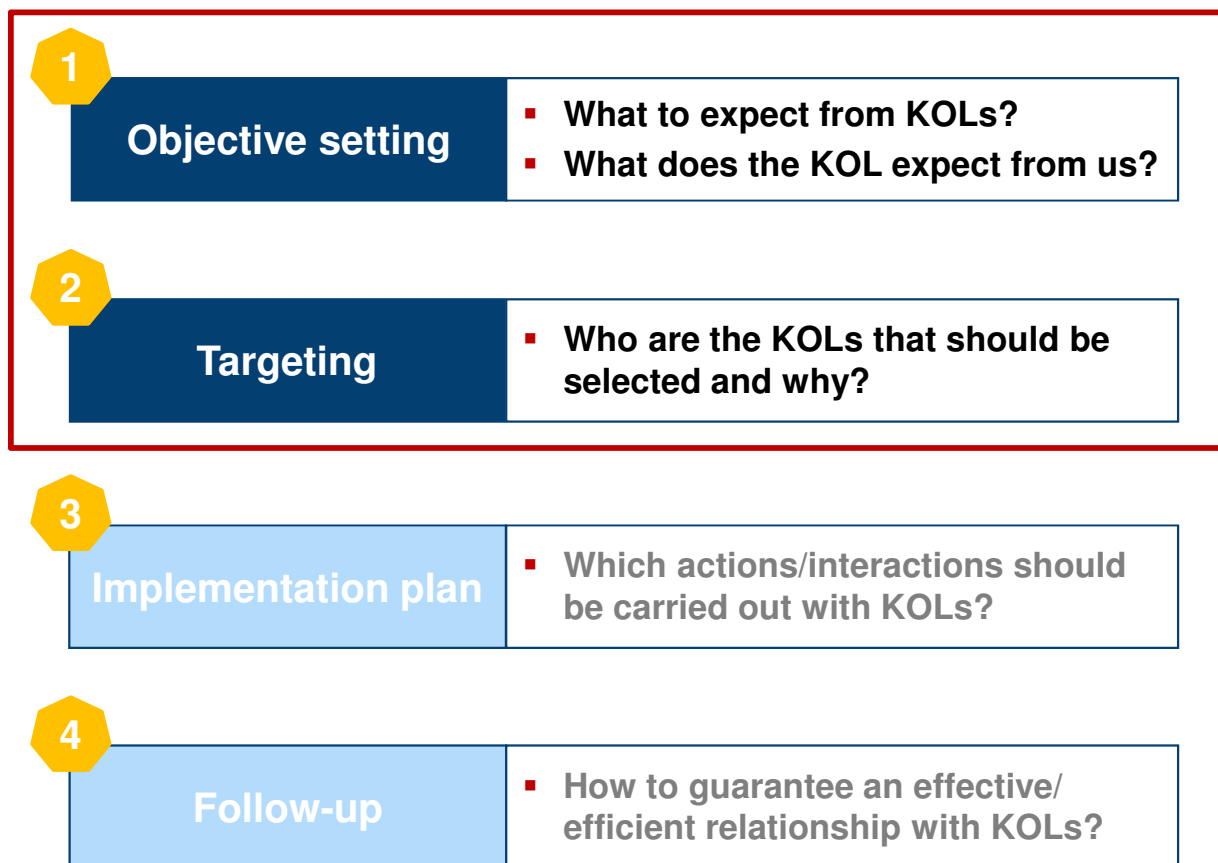 1
Objective setting
▪ What to expect from KOLs?
▪ What does the KOL expect from us?
2
Targeting
▪ Who are the KOLs that should be
selected and why?
3
Implementation plan
▪ Which actions/interactions should
be carried out with KOLs?
4
Follow-up
▪ How to guarantee an effective/
efficient relationship with KOLs?